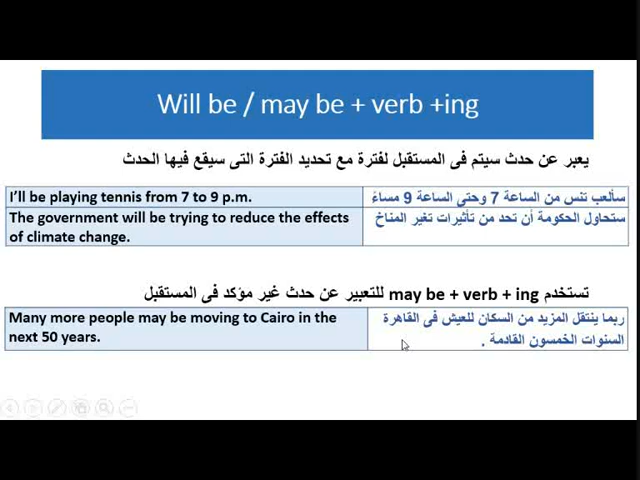 Will be / may be + verb +ing
يعبر عن حدث سيتم فى المستقبل لفترة مع تحديد الفترة التى سيقع فيها الحدث
I'll be playing tennis from 7 to 9 p.m.
سألعب تنس من الساعة 7 وحتي الساعة 9 مساءً
The government will be trying to reduce the effects
of climate change.
ستحاول الحكومة أن تحد من تأثيرات تغير المناخ
تستخدم may be + verb + ing للتعبير عن حدث غير مؤكد فى المستقبل
Many more people may be moving to Cairo in the
next 50 years.
ربما ينتقل المزيد من السكان للعيش فى القاهرة
السنوات الخمسون القادمة .